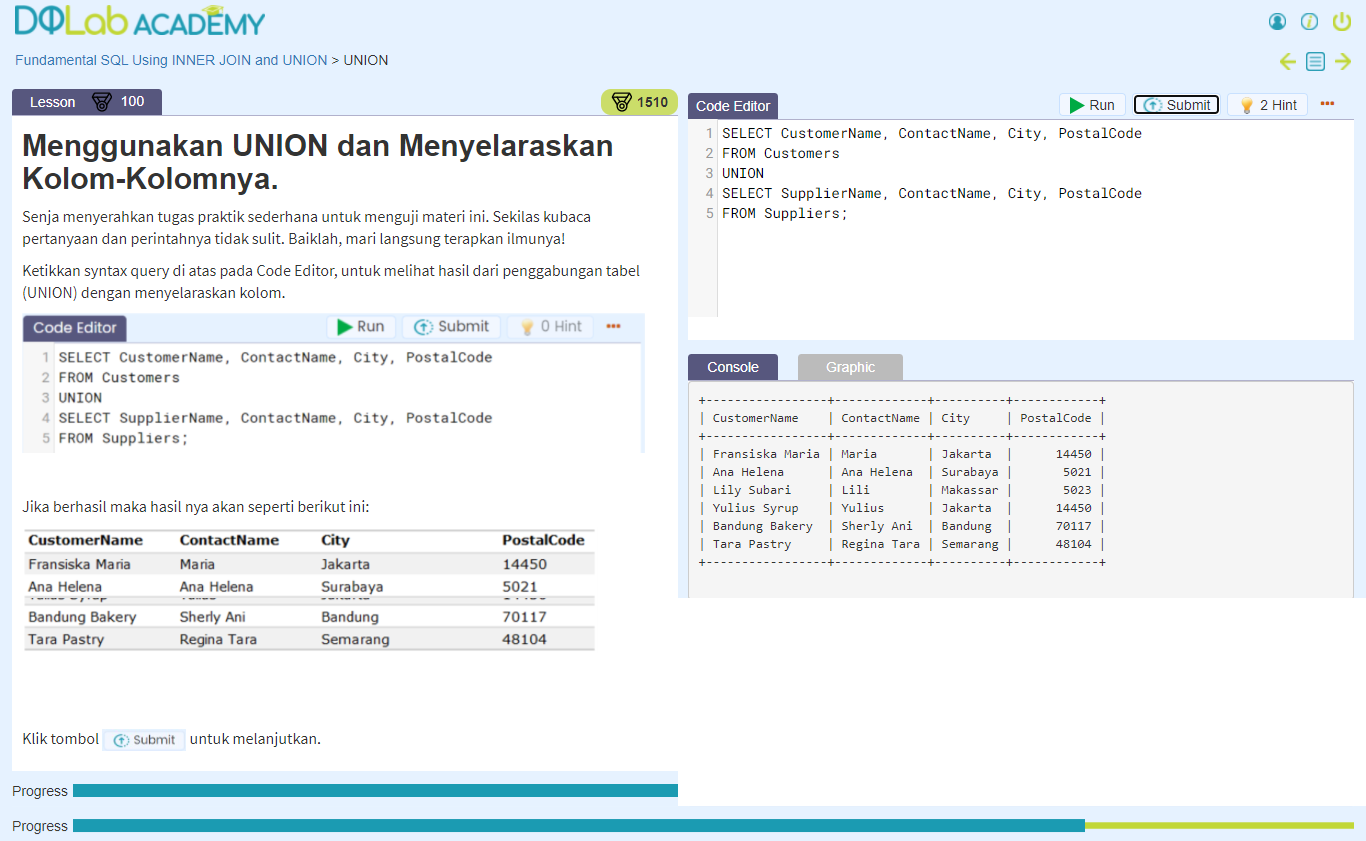 DQLab ACADEMY
Fundamental SQL Using INNER JOIN and UNION > UNION
Lesson 100
1510
Menggunakan UNION dan Menyelaraskan
Kolom-Kolomnya.
Senja menyerahkan tugas praktik sederhana untuk menguji materi ini. Sekilas kubaca
pertanyaan dan perintahnya tidak sulit. Baiklah, mari langsung terapkan ilmunya!
Ketikkan syntax query di atas pada Code Editor, untuk melihat hasil dari penggabungan tabel
(UNION) dengan menyelaraskan kolom.
Code Editor Run Submit 0 Hint
1 SELECT CustomerName, ContactName, City, PostalCode
2 FROM Customers
3 UNION
4 SELECT SupplierName, ContactName, City, PostalCode
5 FROM Suppliers;
Jika berhasil maka hasil nya akan seperti berikut ini:
CustomerName ContactName City PostalCode
Fransiska Maria Maria Jakarta 14450
Ana Helena Ana Helena Surabaya 5021
Bandung Bakery Sherly Ani Bandung 70117
Tara Pastry Regina Tara Semarang 48104
Klik tombol Submit untuk melanjutkan.
Progress
Code Editor Run Submit 2 Hint
1 SELECT CustomerName, ContactName, City, PostalCode
2 FROM Customers
3 UNION
4 SELECT SupplierName, ContactName, City, PostalCode
5 FROM Suppliers;
Console Graphic
+-----------------+-------------+----------+------------+
| CustomerName | ContactName | City | PostalCode |
+-----------------+-------------+----------+------------+
| Fransiska Maria | Maria | Jakarta | 14450 |
| Ana Helena | Ana Helena | Surabaya | 5021 |
| Lily Subari | Lili | Makassar | 5023 |
| Yulius Syrup | Yulius | Jakarta | 14450 |
| Bandung Bakery | Sherly Ani | Bandung | 70117 |
| Tara Pastry | Regina Tara | Semarang | 48104 |
+-----------------+-------------+----------+------------+
Progress